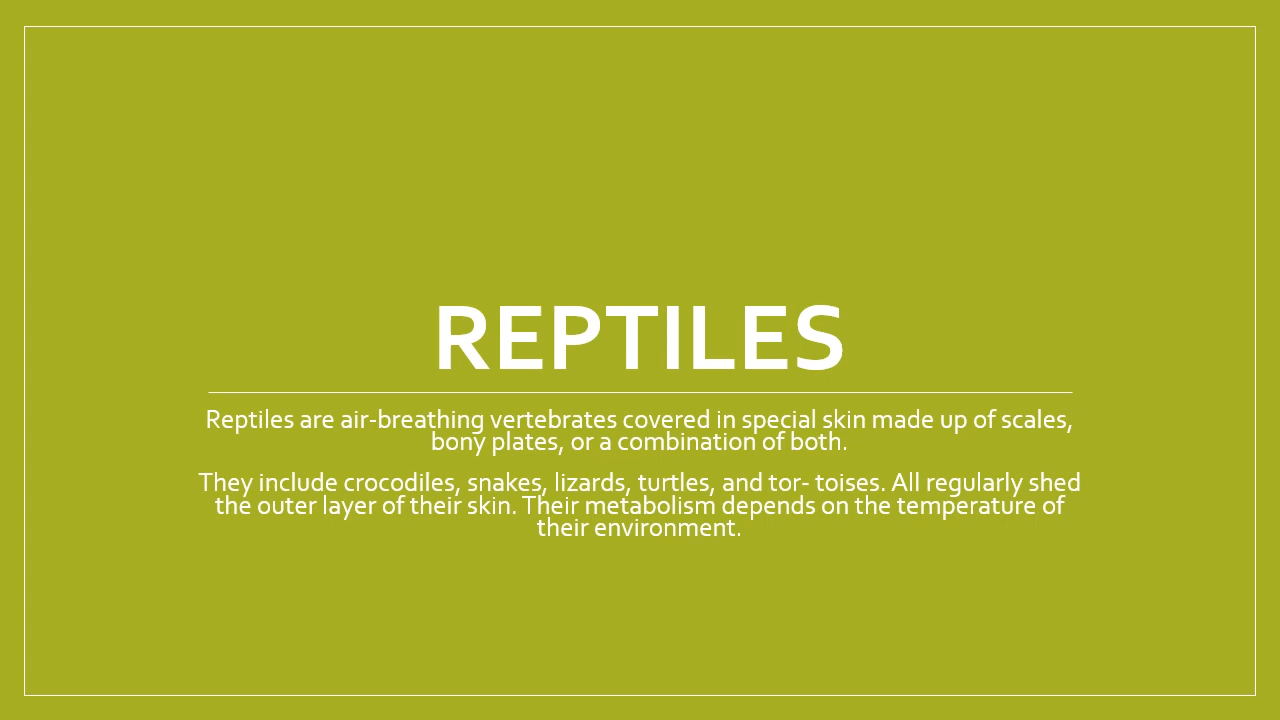 REPTILES
Reptiles are air-breathing vertebrates covered in special skin made up of scales,
bony plates, or a combination of both.
They include crocodiles, snakes, lizards, turtles, and tor- toises. All regularly shed
the outer layer of their skin. Their metabolism depends on the temperature of
their environment.